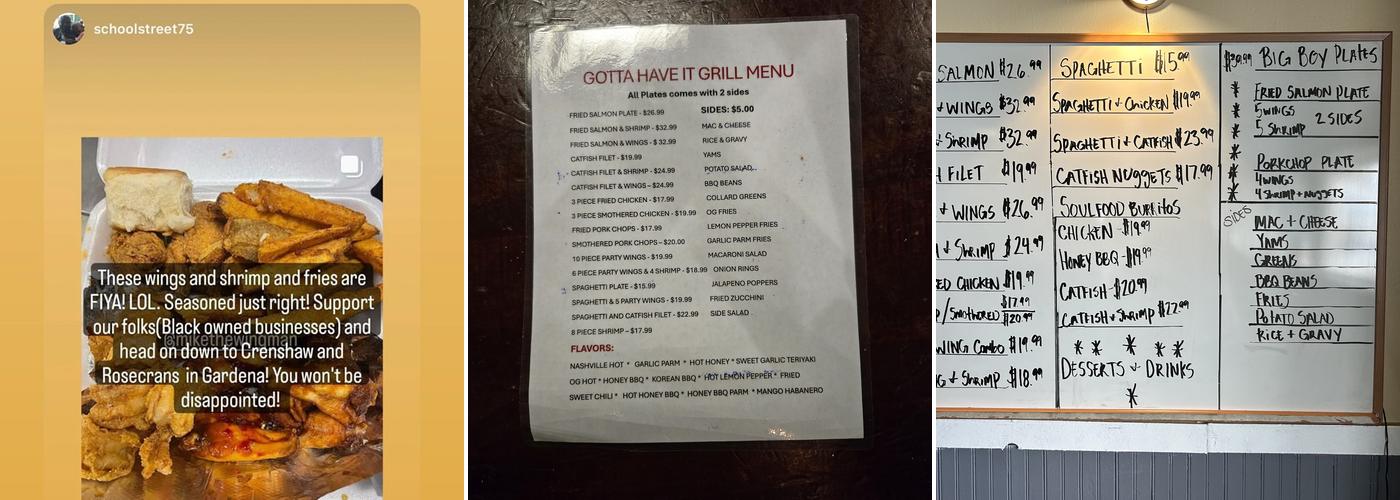 schoolstreet75
These wings and shrimp and fries are
FIYA! LOL. Seasoned just right! Support
our folks(Black owned businesses) and
@mikethewingman
head on down to Crenshaw and
Rosecrans in Gardena! You won't be
disappointed!
GOTTA HAVE IT GRILL MENU
All Plates comes with 2 sides
FRIED SALMON PLATE - $26.99
FRIED SALMON & SHRIMP - $32.99
FRIED SALMON & WINGS - $ 32.99
CATFISH FILET - $19.99
CATFISH FILET & SHRIMP - $24.99
CATFISH FILET & WINGS - $24.99
3 PIECE FRIED CHICKEN - $17.99
3 PIECE SMOTHERED CHICKEN - $19.99
FRIED PORK CHOPS - $17.99
SMOTHERED PORK CHOPS – $20.00
10 PIECE PARTY WINGS - $19.99
6 PIECE PARTY WINGS & 4 SHRIMP - $18.99
SPAGHETTI PLATE - $15.99
SPAGHETTI & 5 PARTY WINGS - $19.99
SPAGHETTI AND CATFISH FILET - $22.99
8 PIECE SHRIMP – $17.99
SIDES: $5.00
MAC & CHEESE
RICE & GRAVY
YAMS
POTATO SALAD
BBQ BEANS
COLLARD GREENS
OG FRIES
LEMON PEPPER FRIES
GARLIC PARM FRIES
MACARONI SALAD
ONION RINGS
JALAPENO POPPERS
FRIED ZUCCHINI
SIDE SALAD
FLAVORS:
NASHVILLE HOT * GARLIC PARM * HOT HONEY * SWEET GARLIC TERIYAKI
OG HOT * HONEY BBQ * KOREAN BBQ * HOT LEMON PEPPER * FRIED
SWEET CHILI * HOT HONEY BBQ * HONEY BBQ PARM * MANGO HABANERO
SALMON $26.99
+ WINGS $32.99
+ SHRIMP $32.99
FILET $19.99
+ WINGS $26.99
+ SHRIMP $24.99
ED CHICKEN $19.99
P/SMOTHERED $17.99 $20.99
WING COMBO $19.99
G + SHRIMP $18.99
SPAGHETTI $15.99
SPAGHETTI + CHICKEN $19.99
SPAGHETTI + CATFISH $23.99
CATFISH NUGGETS $17.99
SOULFOOD BURRITOS
CHICKEN - $19.99
HONEY BBQ - $19.99
CATFISH - $20.99
CATFISH + SHRIMP $22.99
* * * * *
DESSERTS + DRINKS
*
BIG BOY PLATES
* FRIED SALMON PLATE
* 5 WINGS
* 5 SHRIMP 2 SIDES
* PORKCHOP PLATE
* 4 WINGS
* 4 SHRIMP + NUGGETS
SIDES
MAC + CHEESE
YAMS
GREENS
BBQ BEANS
FRIES
POTATO SALAD
RICE + GRAVY